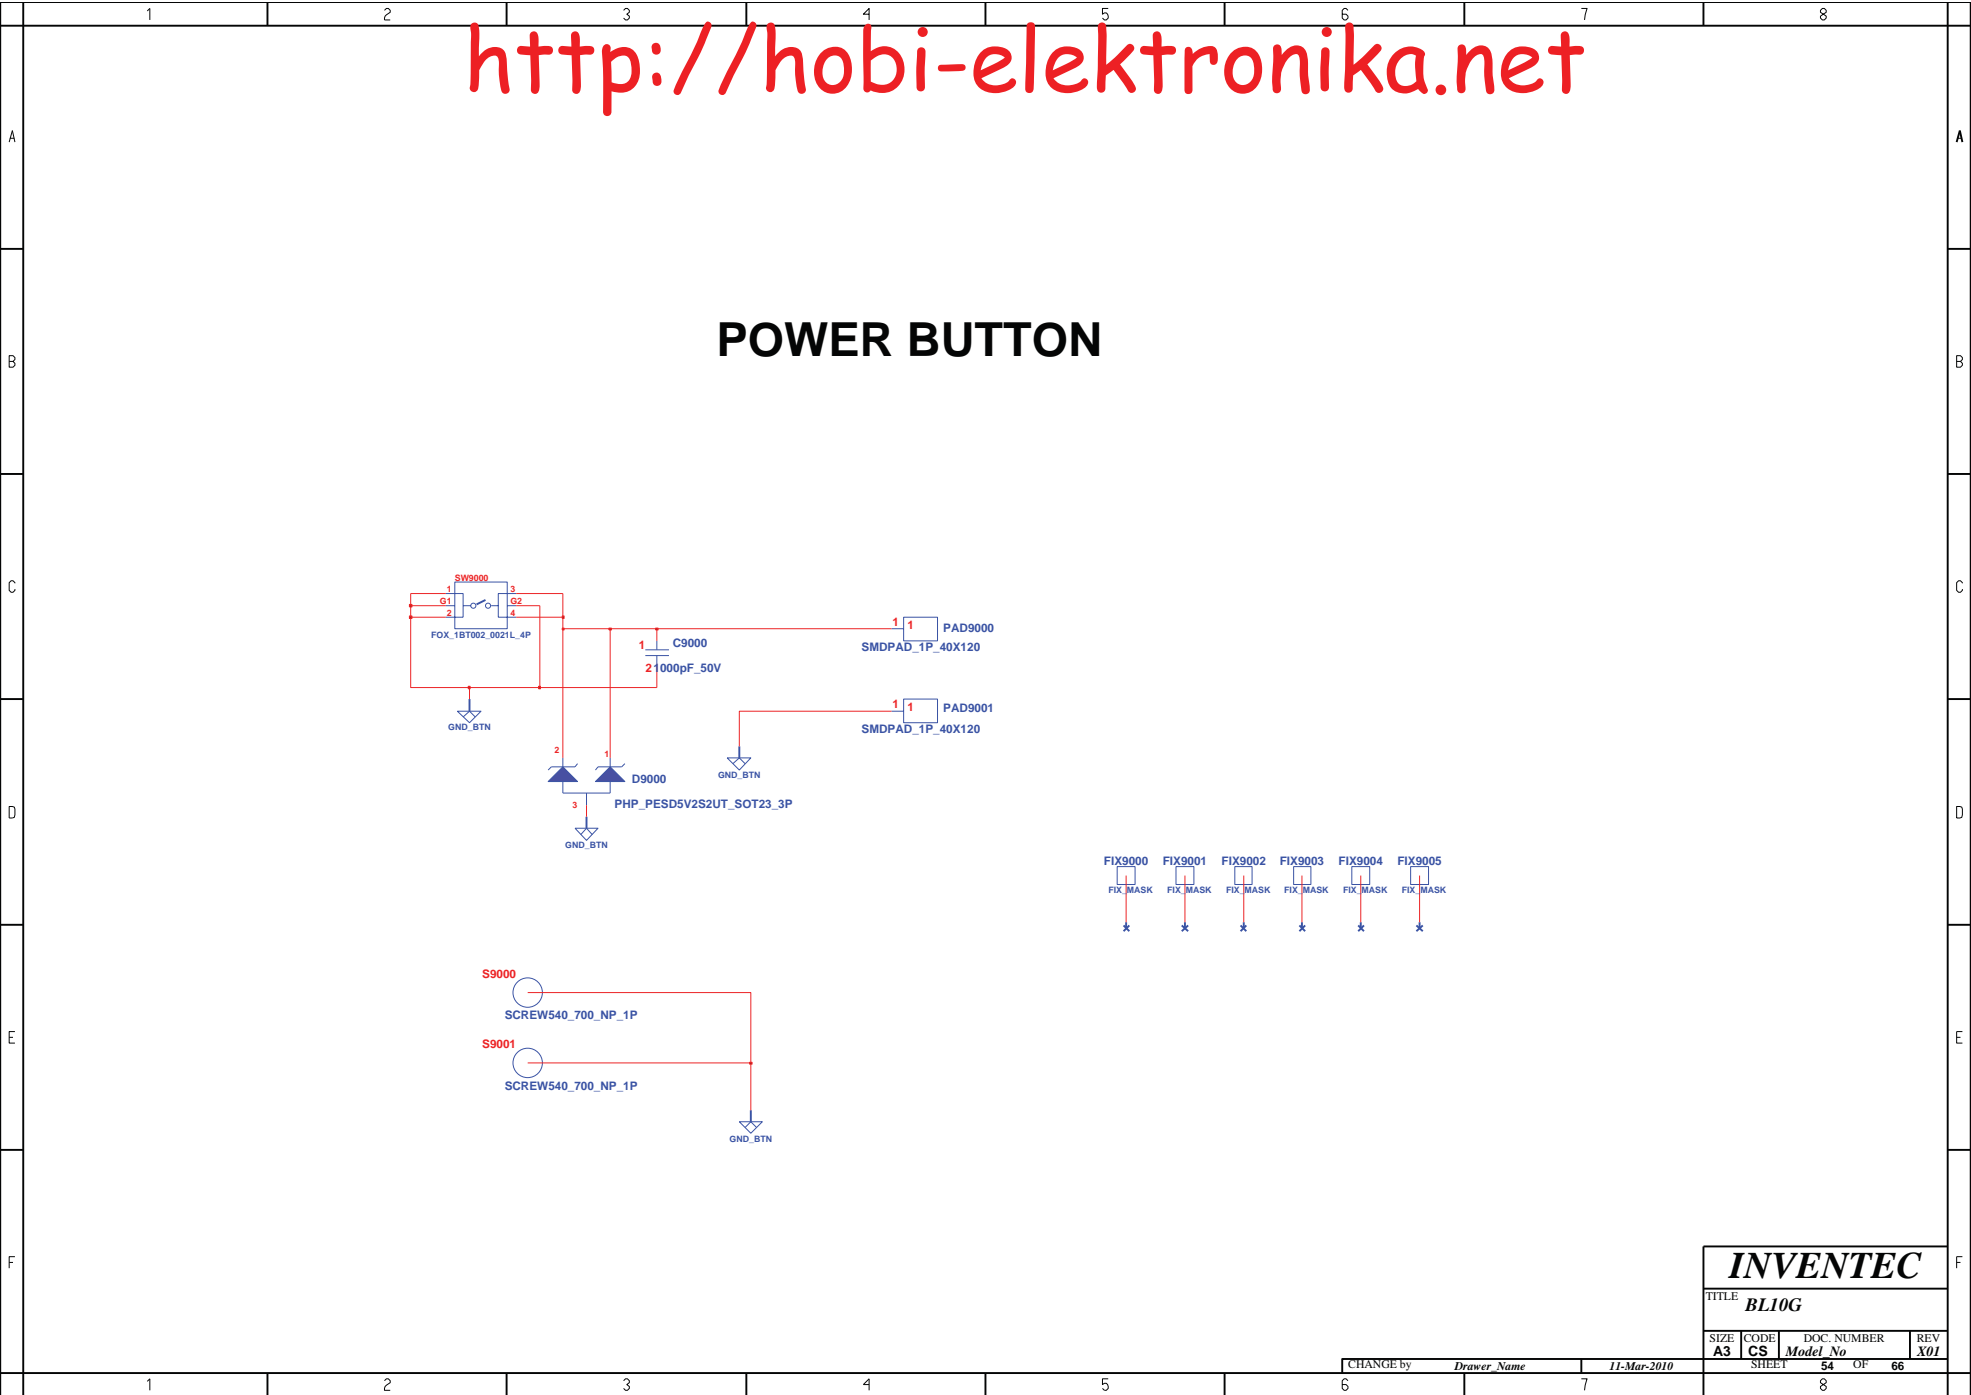 1 2 3 4 5 6 7 8
http://hobi-elektronika.net
A A
POWER BUTTON
B B
C C
SW9000
1 3
G1 G2
2 4
FOX_1BT002_0021L_4P
1 1 PAD9000
SMDPAD_1P_40X120
1 C9000
2 1000pF_50V
GND_BTN
1 1 PAD9001
SMDPAD_1P_40X120
2 1
D9000
GND_BTN
3 PHP_PESD5V2S2UT_SOT23_3P
GND_BTN
D D
FIX9000 FIX9001 FIX9002 FIX9003 FIX9004 FIX9005
FIX_MASK FIX_MASK FIX_MASK FIX_MASK FIX_MASK FIX_MASK
S9000
SCREW540_700_NP_1P
E E
S9001
SCREW540_700_NP_1P
GND_BTN
F F
INVENTEC
TITLE BL10G
SIZE CODE DOC. NUMBER REV
A3 CS Model_No X01
CHANGE by Drawer_Name 11-Mar-2010 SHEET 54 OF 66
1 2 3 4 5 6 7 8